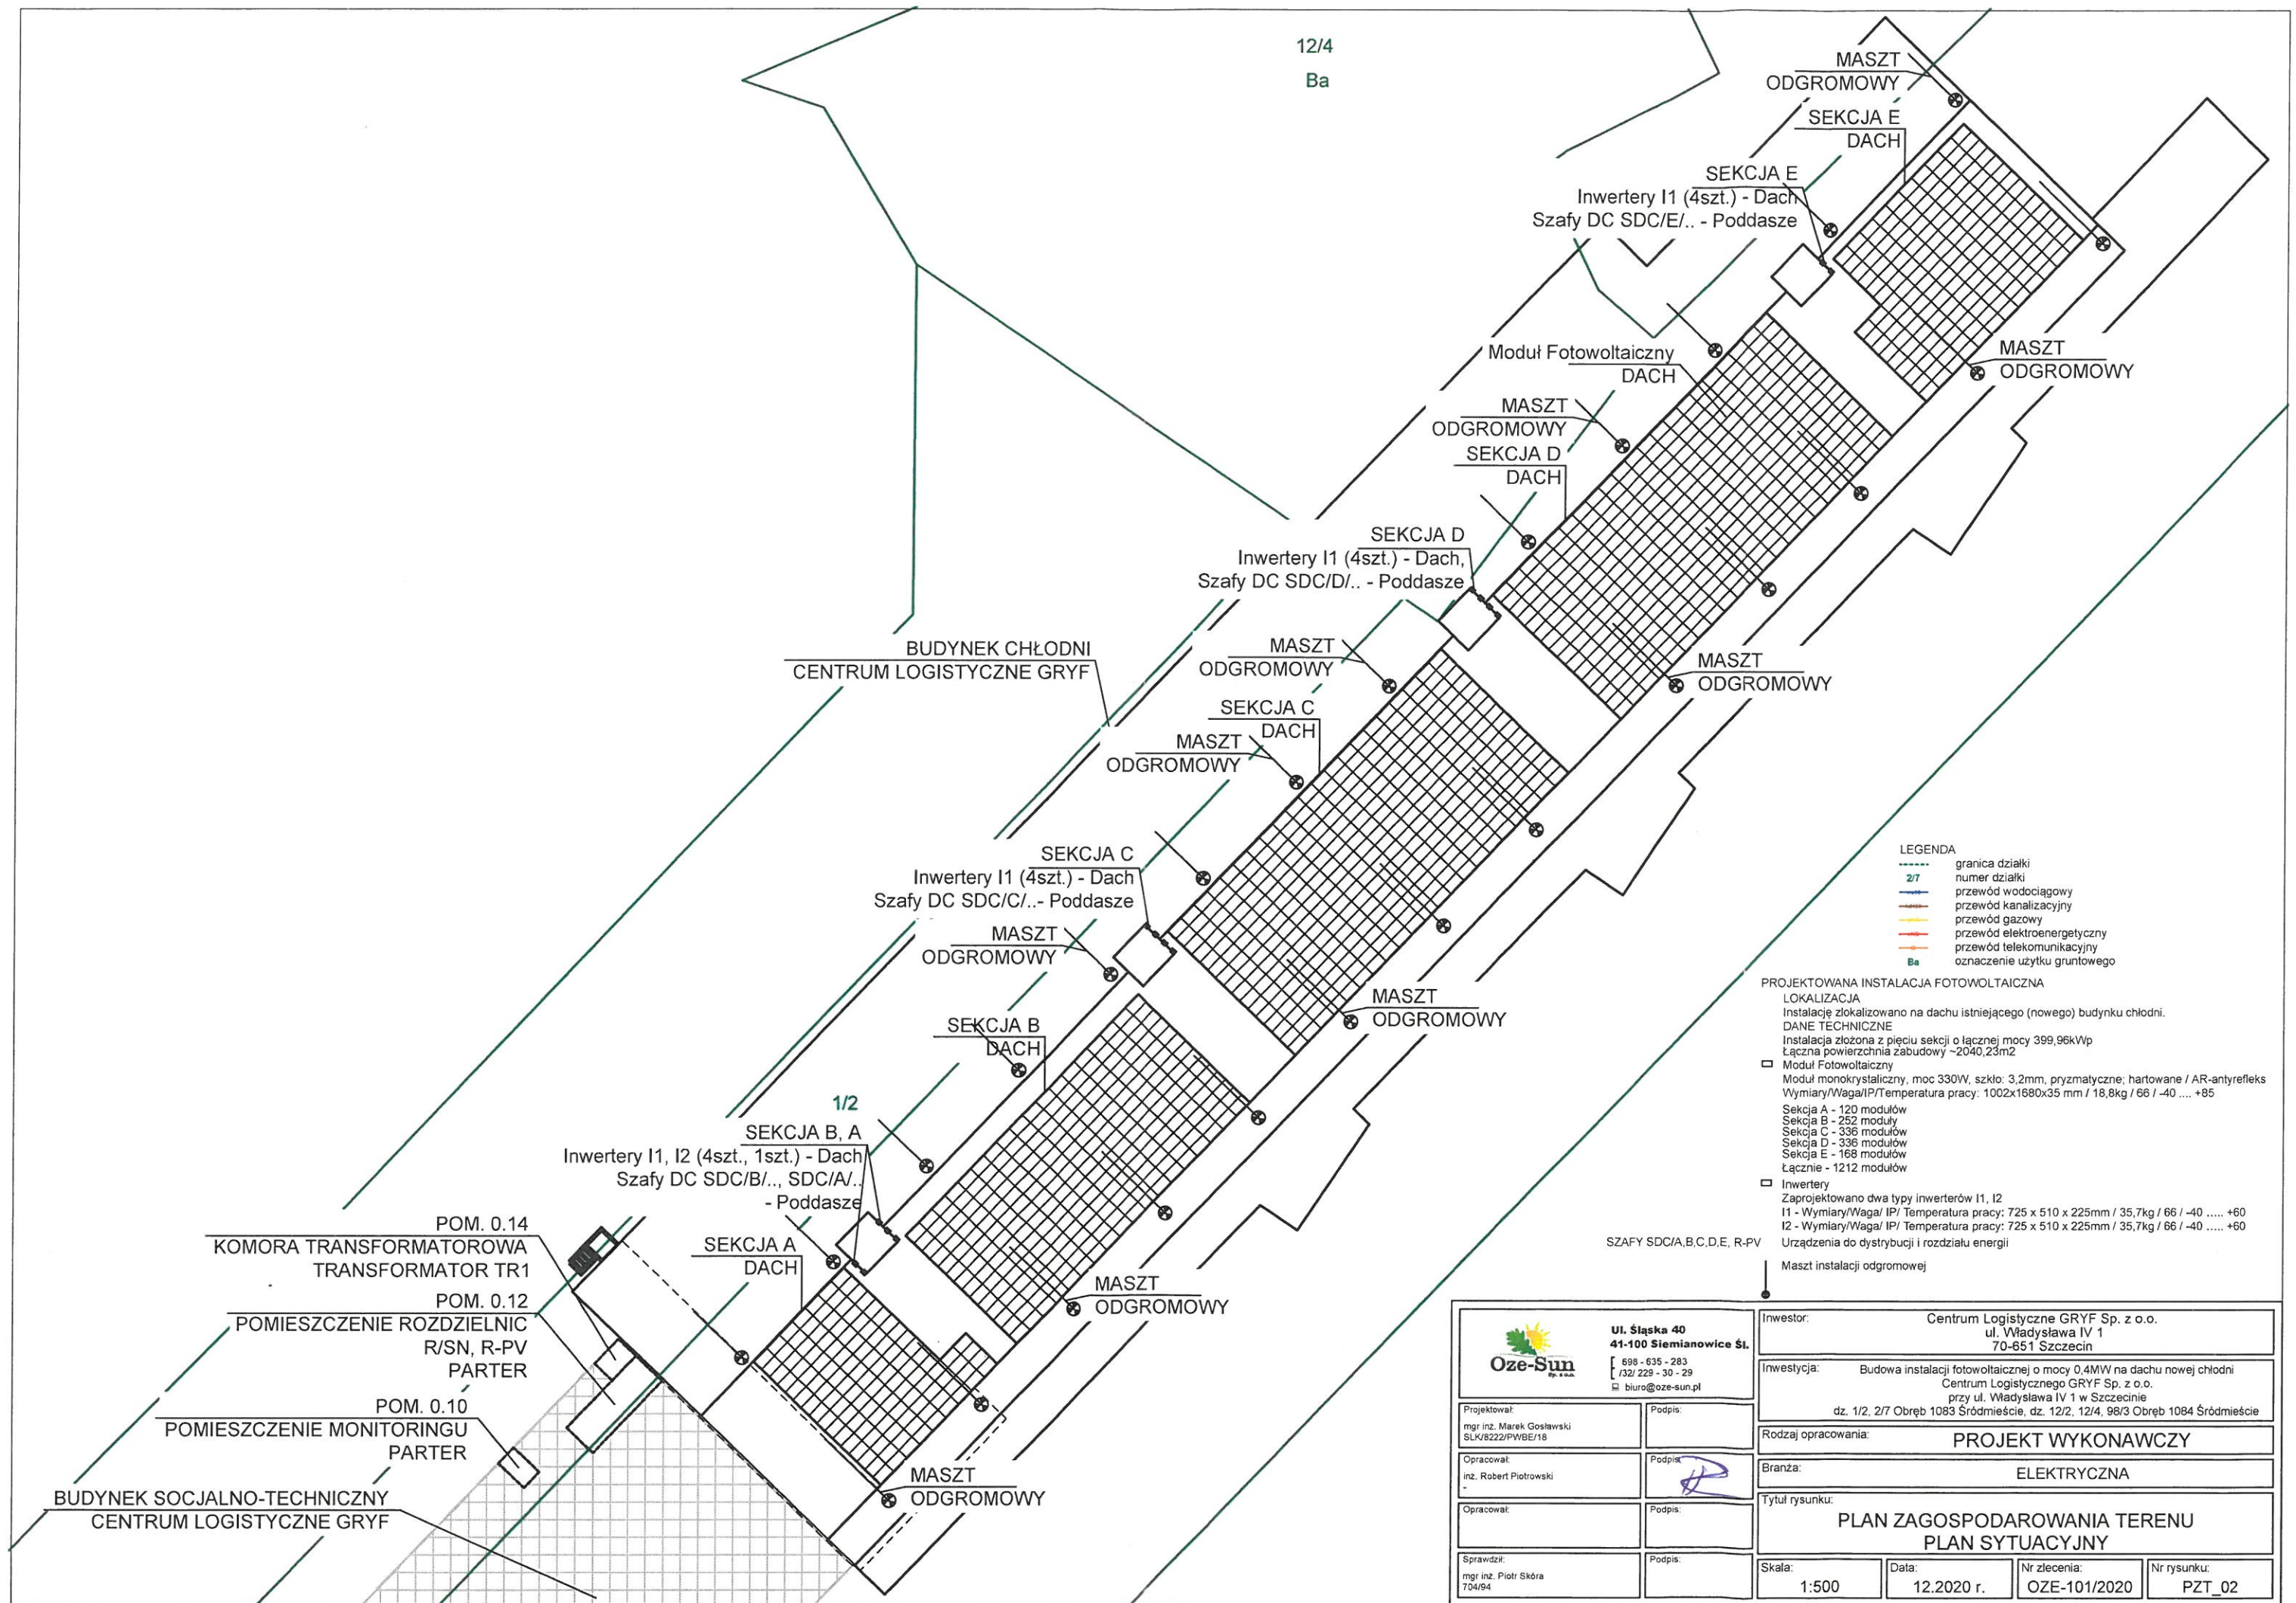 12/4
Ba
MASZT
ODGROMOWY
SEKCJA E
DACH
SEKCJA E
Inwertery I1 (4szt.) - Dach
Szafy DC SDC/E/.. - Poddasze
MASZT
ODGROMOWY
Moduł Fotowoltaiczny
DACH
MASZT
ODGROMOWY
SEKCJA D
DACH
SEKCJA D
Inwertery I1 (4szt.) - Dach,
Szafy DC SDC/D/.. - Poddasze
BUDYNEK CHŁODNI
CENTRUM LOGISTYCZNE GRYF
MASZT
ODGROMOWY
MASZT
ODGROMOWY
SEKCJA C
DACH
MASZT
ODGROMOWY
SEKCJA C
Inwertery I1 (4szt.) - Dach
Szafy DC SDC/C/..- Poddasze
MASZT
ODGROMOWY
MASZT
ODGROMOWY
SEKCJA B
DACH
1/2
SEKCJA B, A
Inwertery I1, I2 (4szt., 1szt.) - Dach
Szafy DC SDC/B/.., SDC/A/..
- Poddasze
POM. 0.14
KOMORA TRANSFORMATOROWA
TRANSFORMATOR TR1
SEKCJA A
DACH
MASZT
ODGROMOWY
POM. 0.12
POMIESZCZENIE ROZDZIELNIC
R/SN, R-PV
PARTER
POM. 0.10
POMIESZCZENIE MONITORINGU
PARTER
MASZT
ODGROMOWY
BUDYNEK SOCJALNO-TECHNICZNY
CENTRUM LOGISTYCZNE GRYF
LEGENDA
granica działki
2/7 numer działki
przewód wodociągowy
przewód kanalizacyjny
przewód gazowy
przewód elektroenergetyczny
przewód telekomunikacyjny
Ba oznaczenie użytku gruntowego
PROJEKTOWANA INSTALACJA FOTOWOLTAICZNA
LOKALIZACJA
Instalację zlokalizowano na dachu istniejącego (nowego) budynku chłodni.
DANE TECHNICZNE
Instalacja złożona z pięciu sekcji o łącznej mocy 399,96kWp
Łączna powierzchnia zabudowy ~2040,23m2
Moduł Fotowoltaiczny
Moduł monokrystaliczny, moc 330W, szkło: 3,2mm, pryzmatyczne; hartowane / AR-antyrefleks
Wymiary/Waga/IP/Temperatura pracy: 1002x1680x35 mm / 18,8kg / 66 / -40 .... +85
Sekcja A - 120 modułów
Sekcja B - 252 moduły
Sekcja C - 336 modułów
Sekcja D - 336 modułów
Sekcja E - 168 modułów
Łącznie - 1212 modułów
Inwertery
Zaprojektowano dwa typy inwerterów I1, I2
I1 - Wymiary/Waga/ IP/ Temperatura pracy: 725 x 510 x 225mm / 35,7kg / 66 / -40 ..... +60
I2 - Wymiary/Waga/ IP/ Temperatura pracy: 725 x 510 x 225mm / 35,7kg / 66 / -40 ..... +60
SZAFY SDC/A,B,C,D,E, R-PV Urządzenia do dystrybucji i rozdziału energii
Maszt instalacji odgromowej
Oze-Sun
Sp. z o.o.
Ul. Śląska 40
41-100 Siemianowice Śl.
698 - 635 - 283
/32/ 229 - 30 - 29
biuro@oze-sun.pl
Inwestor:
Centrum Logistyczne GRYF Sp. z o.o.
ul. Władysława IV 1
70-651 Szczecin
Inwestycja:
Budowa instalacji fotowoltaicznej o mocy 0,4MW na dachu nowej chłodni
Centrum Logistycznego GRYF Sp. z o.o.
przy ul. Władysława IV 1 w Szczecinie
dz. 1/2, 2/7 Obręb 1083 Śródmieście, dz. 12/2, 12/4, 98/3 Obręb 1084 Śródmieście
Projektował:
mgr inż. Marek Gosławski
SLK/8222/PWBE/18
Podpis:
Rodzaj opracowania:
PROJEKT WYKONAWCZY
Opracował:
inż. Robert Piotrowski
-
Podpis:
Branża:
ELEKTRYCZNA
Opracował:
Podpis:
Tytuł rysunku:
PLAN ZAGOSPODAROWANIA TERENU
PLAN SYTUACYJNY
Sprawdził:
mgr inż. Piotr Skóra
704/94
Podpis:
Skala:
1:500
Data:
12.2020 r.
Nr zlecenia:
OZE-101/2020
Nr rysunku:
PZT_02